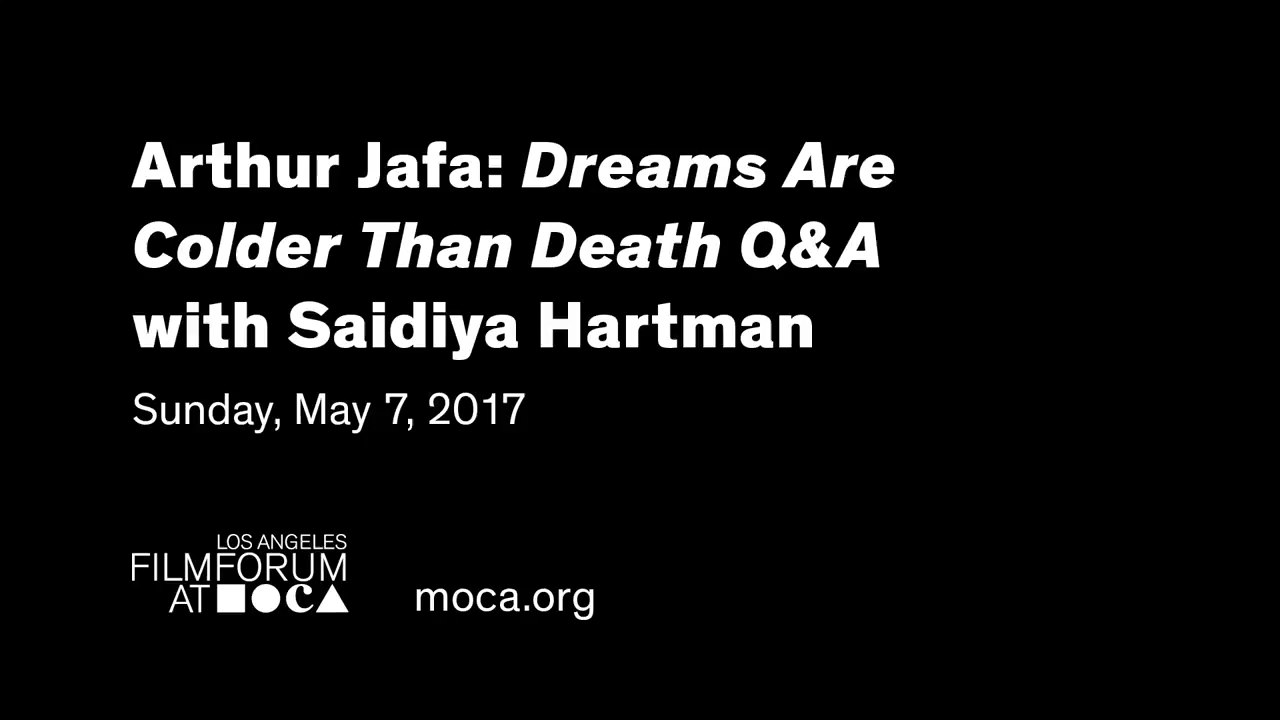 Arthur Jafa: Dreams Are
Colder Than Death Q&A
with Saidiya Hartman
Sunday, May 7, 2017
LOS ANGELES
FILMFORUM
AT MOCA
moca.org